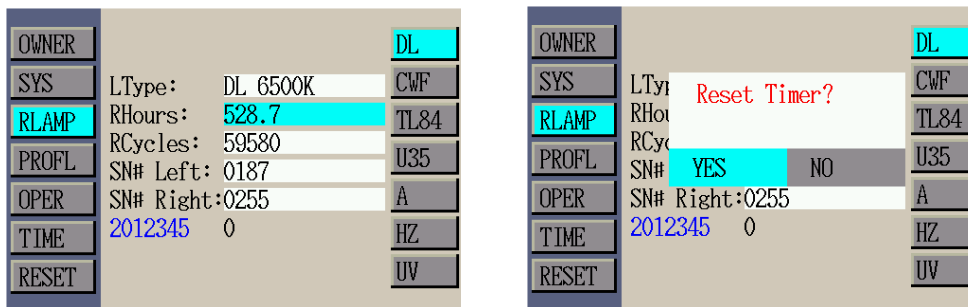 OWNER
SYS
RLAMP
PROFL
OPER
TIME
RESET
LType: DL 6500K
RHours: 528.7
RCycles: 59580
SN# Left: 0187
SN# Right:0255
2012345 0
DL
CWF
TL84
U35
A
HZ
UV
OWNER
SYS
RLAMP
PROFL
OPER
TIME
RESET
LTyp
RHou
RCyc
SN#
Reset Timer?
YES NO
SN# Right:0255
2012345 0
DL
CWF
TL84
U35
A
HZ
UV